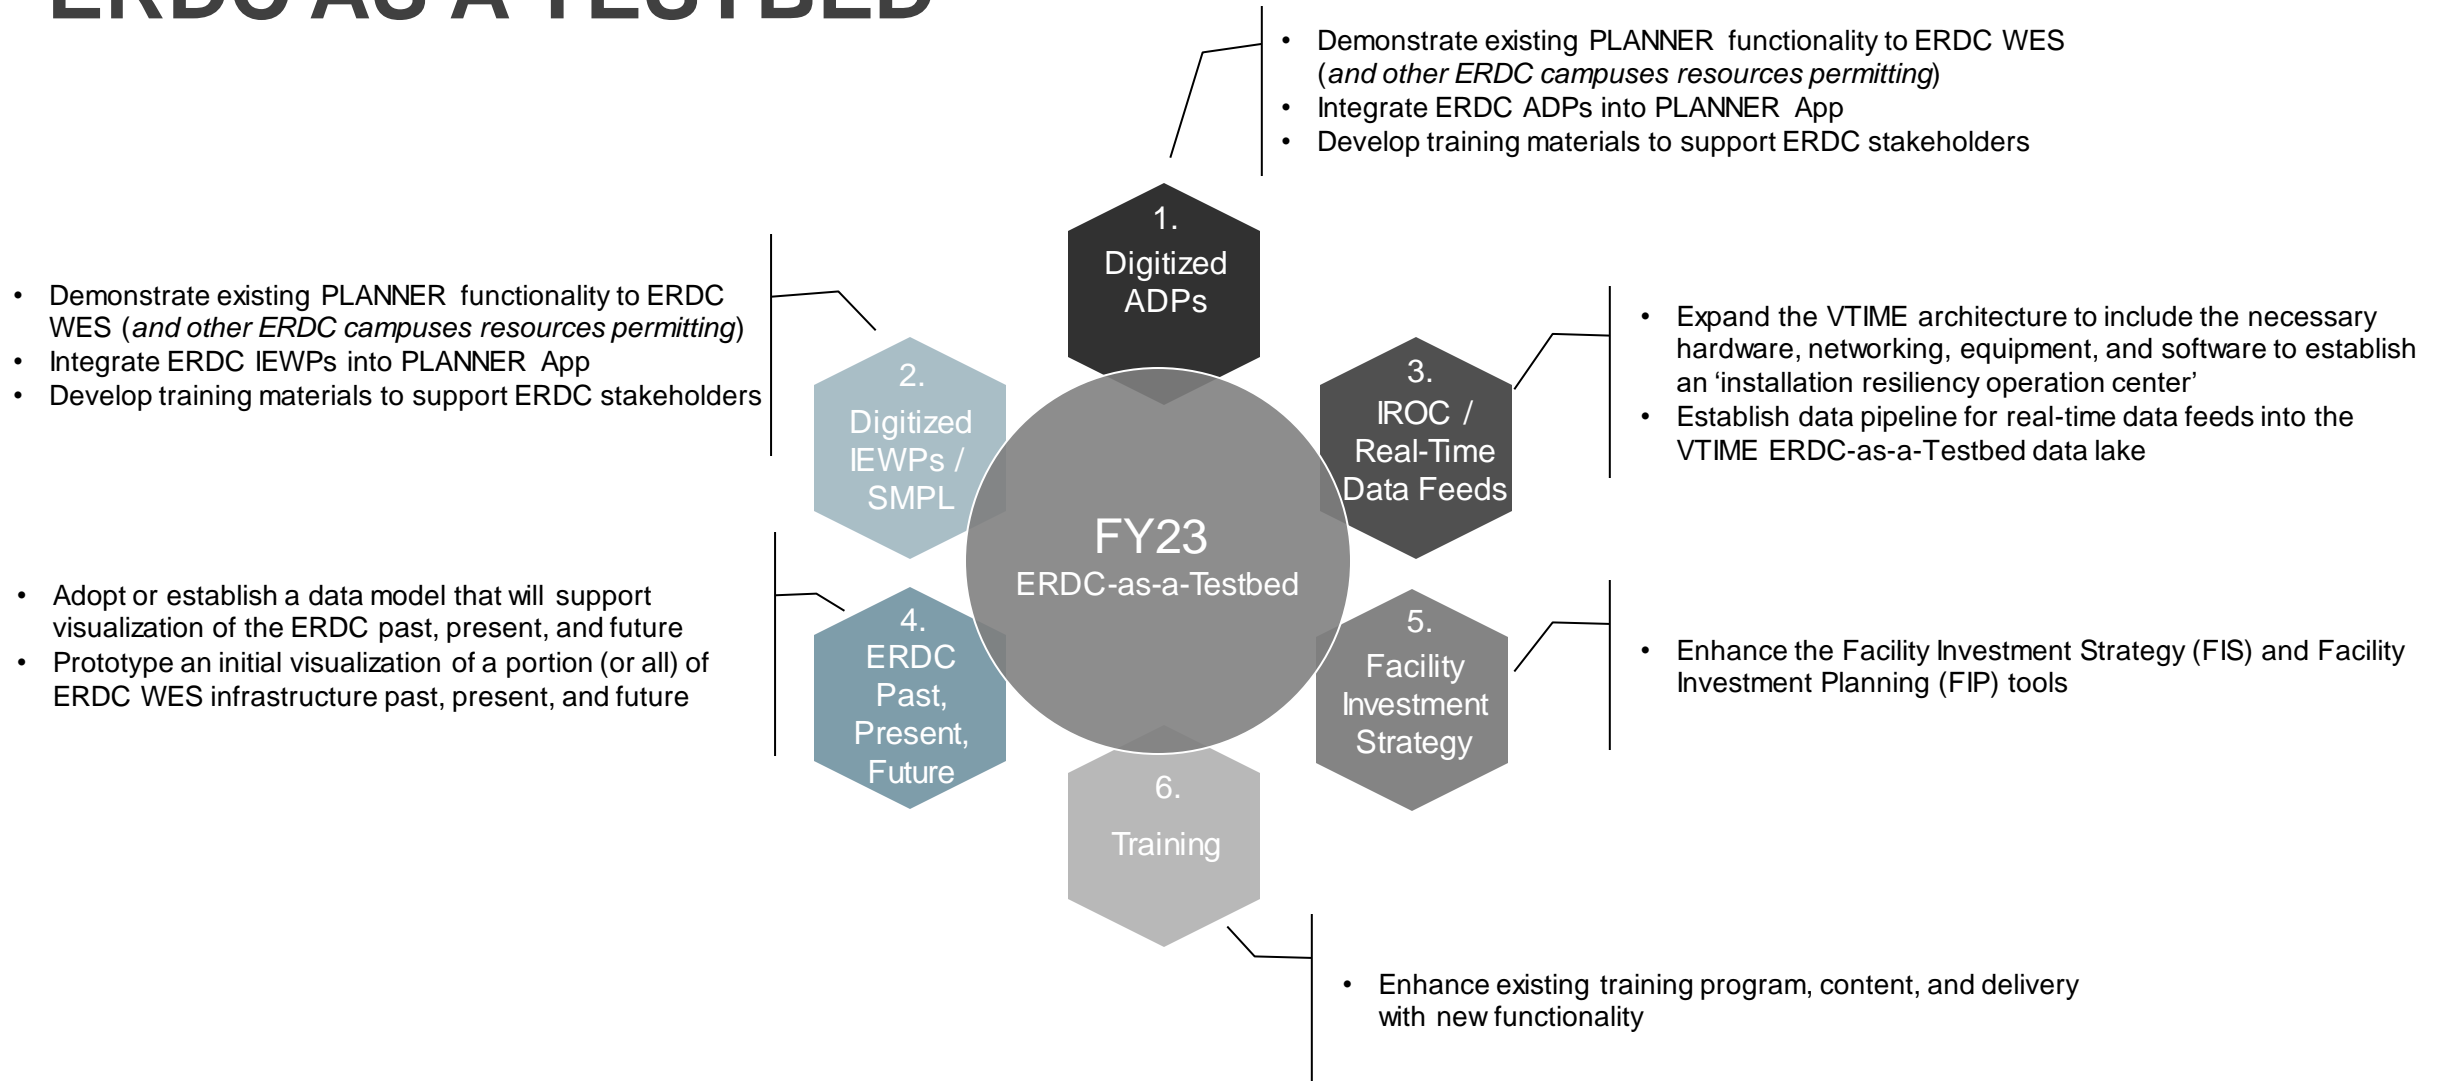 ERDC AS A TESTBED
• Demonstrate existing PLANNER functionality to ERDC WES
(and other ERDC campuses resources permitting)
• Integrate ERDC ADPs into PLANNER App
• Develop training materials to support ERDC stakeholders
1.
Digitized
ADPs
• Demonstrate existing PLANNER functionality to ERDC
WES (and other ERDC campuses resources permitting)
• Integrate ERDC IEWPs into PLANNER App
• Develop training materials to support ERDC stakeholders
2.
Digitized
IEWPs /
SMPL
3.
IROC /
Real-Time
Data Feeds
• Expand the VTIME architecture to include the necessary
hardware, networking, equipment, and software to establish
an ‘installation resiliency operation center’
• Establish data pipeline for real-time data feeds into the
VTIME ERDC-as-a-Testbed data lake
FY23
ERDC-as-a-Testbed
• Adopt or establish a data model that will support
visualization of the ERDC past, present, and future
• Prototype an initial visualization of a portion (or all) of
ERDC WES infrastructure past, present, and future
4.
ERDC
Past,
Present,
Future
5.
Facility
Investment
Strategy
• Enhance the Facility Investment Strategy (FIS) and Facility
Investment Planning (FIP) tools
6.
Training
• Enhance existing training program, content, and delivery
with new functionality